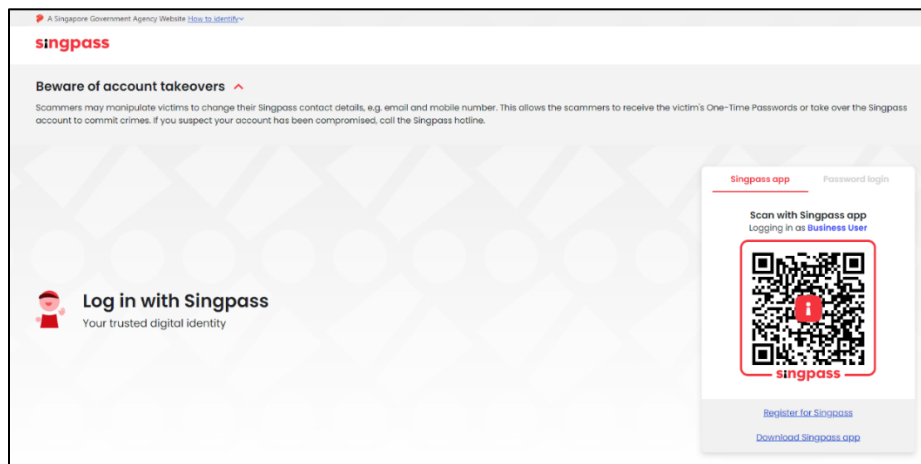 A Singapore Government Agency Website How to identify
singpass
Beware of account takeovers
Scammers may manipulate victims to change their Singpass contact details, e.g. email and mobile number. This allows the scammers to receive the victim's One-Time Passwords or take over the Singpass
account to commit crimes. If you suspect your account has been compromised, call the Singpass hotline.
Singpass app Password login
Scan with Singpass app
Logging in as Business User
singpass
Log in with Singpass
Your trusted digital identity
Register for Singpass
Download Singpass app